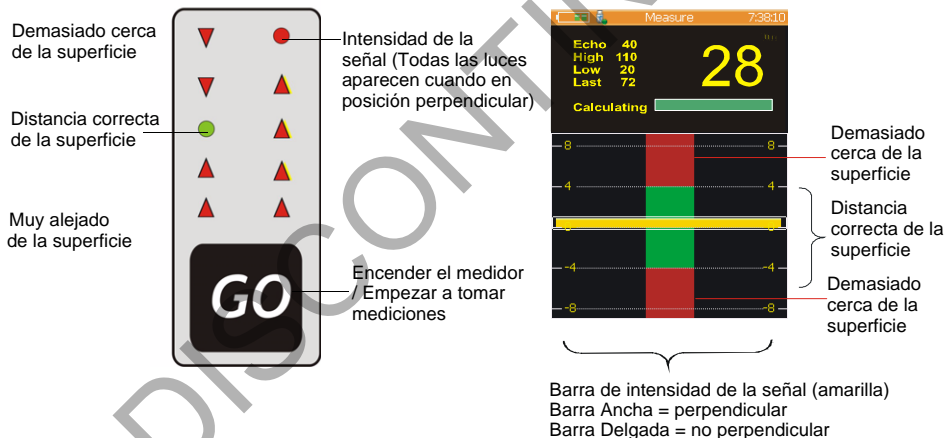 Demasiado cerca
de la superficie
Distancia correcta
de la superficie
Muy alejado
de la superficie
GO
Intensidad de la
señal (Todas las luces
aparecen cuando en
posición perpendicular)
Encender el medidor
/ Empezar a tomar
mediciones
Measure 7:38:10
Echo 40
High 110
Low 20
Last 72
28
Calculating
8 8
4 4
0 0
-4 -4
-8 -8
Demasiado
cerca de la
superficie
Distancia
correcta de la
superficie
Demasiado
cerca de la
superficie
Barra de intensidad de la señal (amarilla)
Barra Ancha = perpendicular
Barra Delgada = no perpendicular